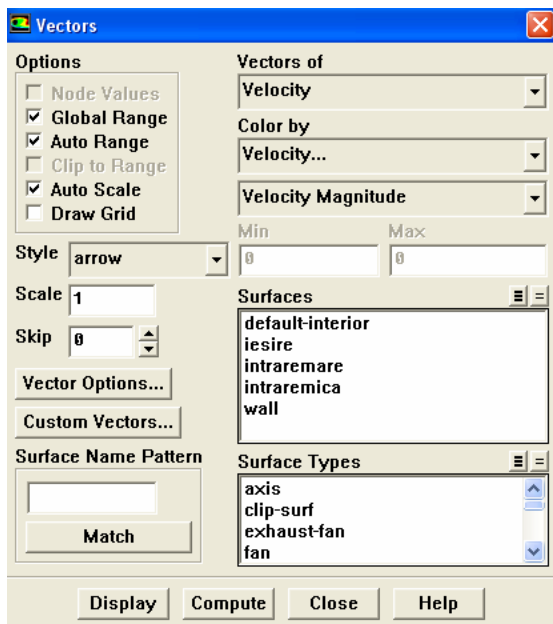 Vectors
Options
Node Values
Global Range
Auto Range
Clip to Range
Auto Scale
Draw Grid
Style arrow
Scale 1
Skip 0
Vector Options...
Custom Vectors...
Surface Name Pattern
Match
Vectors of
Velocity
Color by
Velocity...
Velocity Magnitude
Min Max
0 0
Surfaces
default-interior
iesire
intraremare
intraremica
wall
Surface Types
axis
clip-surf
exhaust-fan
fan
Display Compute Close Help